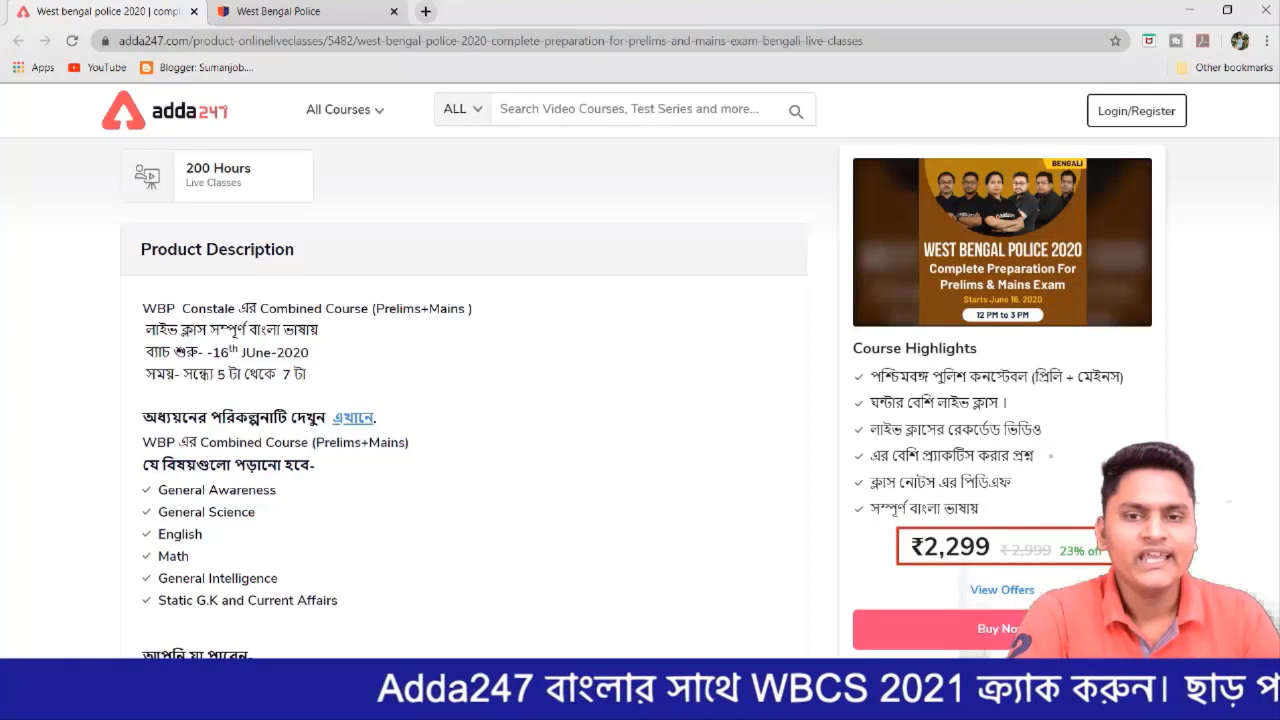 West bengal police 2020 | compl
West Bengal Police
adda247.com/product-onlineliveclasses/5482/west-bengal-police-2020-complete-preparation-for-prelims-and-mains-exam-bengali-live-classes
Apps
YouTube
Blogger: Sumanjob....
Other bookmarks
adda247
All Courses
ALL
Search Video Courses, Test Series and more...
Login/Register
200 Hours
Live Classes
Product Description
WBP Constale এর Combined Course (Prelims+Mains )
লাইভ ক্লাস সম্পূর্ণ বাংলা ভাষায়
ব্যাচ শুরু- -16th JUne-2020
সময়- সন্ধ্যে 5 টা থেকে 7 টা
অধ্যয়নের পরিকল্পনাটি দেখুন এখানে.
WBP এর Combined Course (Prelims+Mains)
যে বিষয়গুলো পড়ানো হবে-
General Awareness
General Science
English
Math
General Intelligence
Static G.K and Current Affairs
আপনি যা পাবেন-
BENGALI
WEST BENGAL POLICE 2020
Complete Preparation For
Prelims & Mains Exam
Starts June 16, 2020
12 PM to 3 PM
Course Highlights
পশ্চিমবঙ্গ পুলিশ কনস্টেবল (প্রিলি + মেইনস)
ঘন্টার বেশি লাইভ ক্লাস ।
লাইভ ক্লাসের রেকর্ডেড ভিডিও
এর বেশি প্র্যাকটিস করার প্রশ্ন
ক্লাস নোটস এর পিডিএফ
সম্পূর্ণ বাংলা ভাষায়
₹2,299 ₹ 2,999 23% off
View Offers
Buy No
Adda247 বাংলার সাথে WBCS 2021 ক্র্যাক করুন। ছাড় প